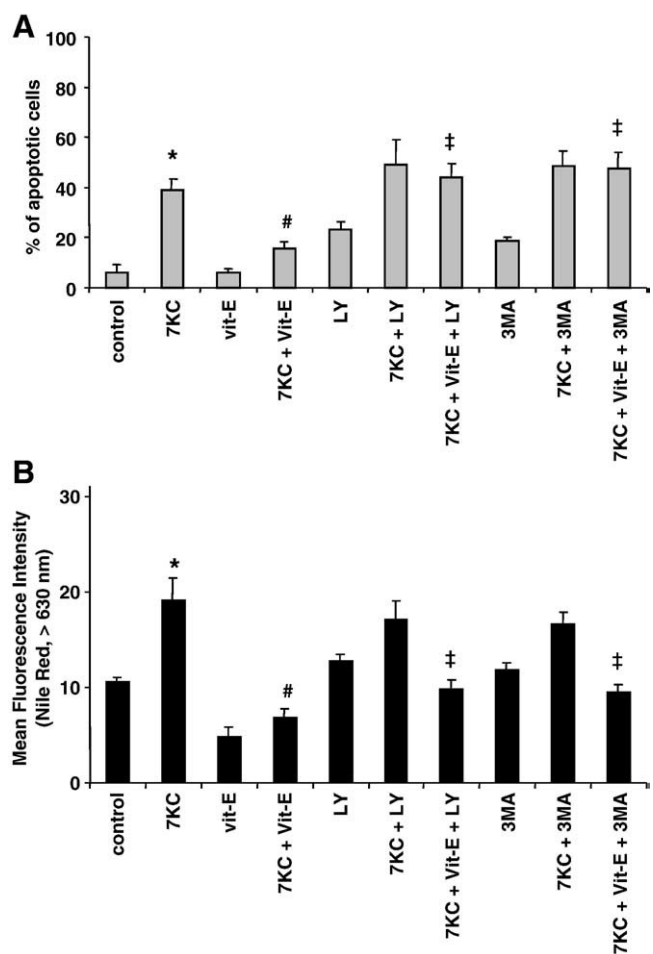 A
100
80
60
40
20
0
% of apoptotic cells
*
#
‡
‡
control
7KC
vit-E
7KC + Vit-E
LY
7KC + LY
7KC + Vit-E + LY
3MA
7KC + 3MA
7KC + Vit-E + 3MA
B
30
20
10
0
Mean Fluorescence Intensity
(Nile Red, > 630 nm)
*
#
‡
‡
control
7KC
vit-E
7KC + Vit-E
LY
7KC + LY
7KC + Vit-E + LY
3MA
7KC + 3MA
7KC + Vit-E + 3MA